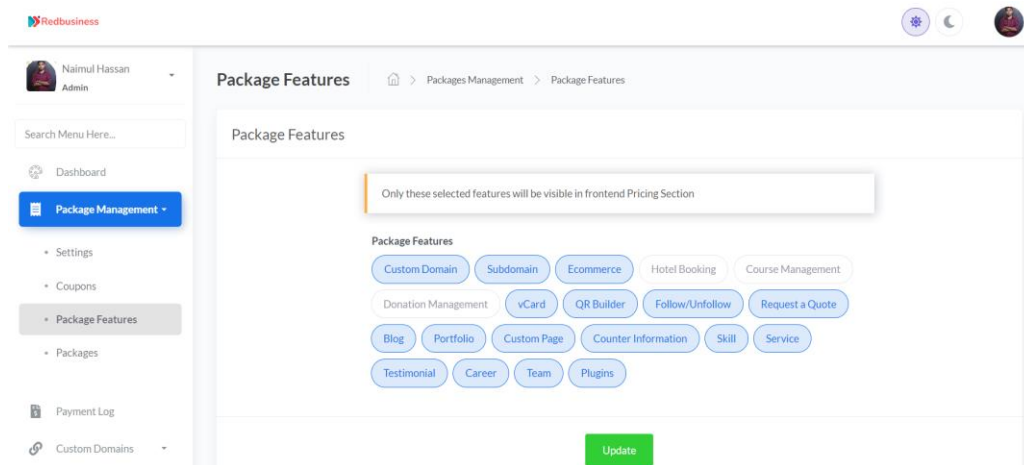 Redbusiness
Naimul Hassan
Admin
Search Menu Here...
Dashboard
Package Management
Settings
Coupons
Package Features
Packages
Payment Log
Custom Domains
Package Features
Packages Management > Package Features
Package Features
Only these selected features will be visible in frontend Pricing Section
Package Features
Custom Domain Subdomain Ecommerce Hotel Booking Course Management
Donation Management vCard QR Builder Follow/Unfollow Request a Quote
Blog Portfolio Custom Page Counter Information Skill Service
Testimonial Career Team Plugins
Update